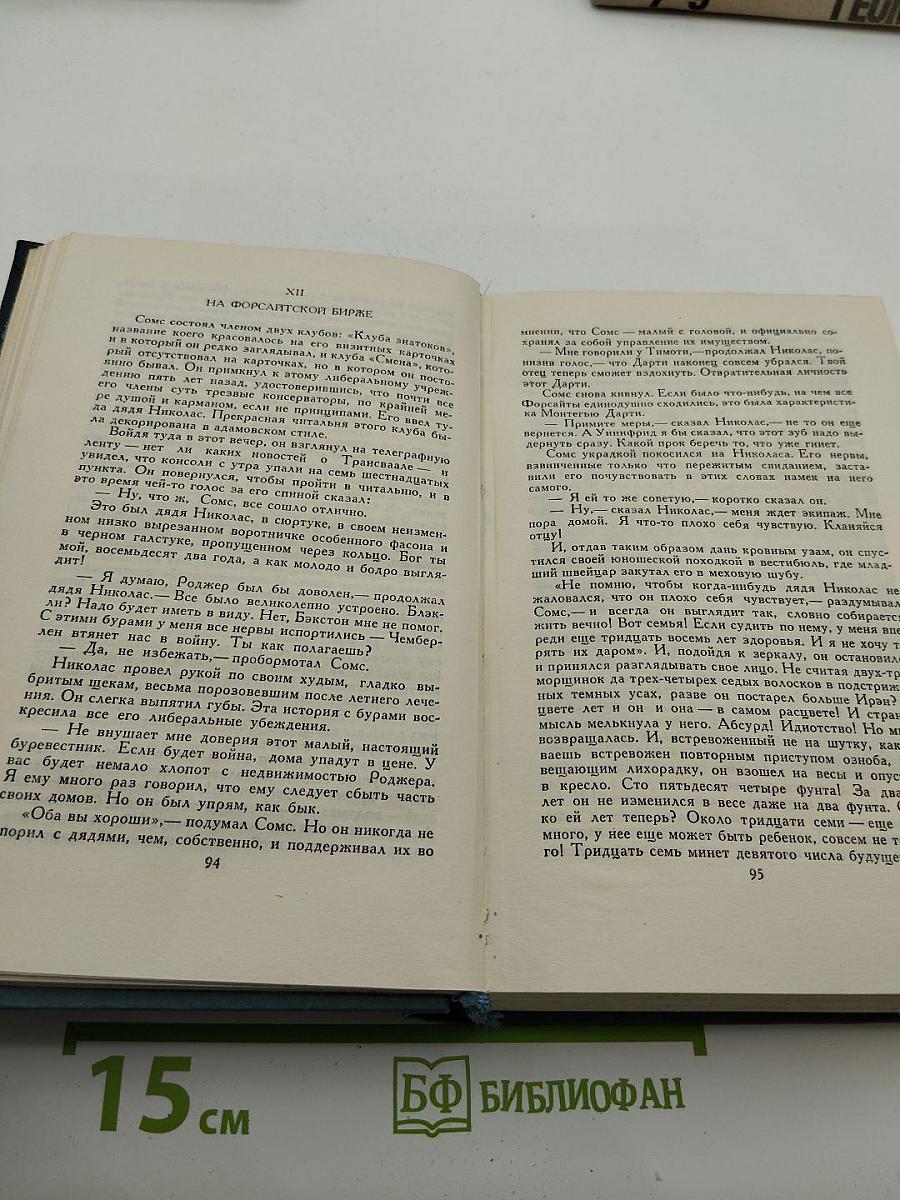 ГЕОГ
XII
НА ФОРСАЙТСКОЙ БИРЖЕ
Сомс состоял членом двух клубов: «Клуба знатоков»,
название коего красовалось на его визитных карточках
и в который он редко заглядывал, и клуба «Смена», кото-
рый отсутствовал на карточках, но в котором он посто-
янно бывал. Он примкнул к этому либеральному учреж-
дению пять лет назад, удостоверившись, что почти все
его члены суть трезвые консерваторы, по крайней ме-
ре душой и карманом, если не принципами. Его ввел ту-
да дядя Николас. Прекрасная читальня этого клуба бы-
ла декорирована в адамовском стиле.
Войдя туда в этот вечер, он взглянул на телеграфную
ленту — нет ли каких новостей о Трансваале — и
увидел, что консоли с утра упали на семь шестнадцатых
пункта. Он повернулся, чтобы пройти в читальню, и в
это время чей-то голос за его спиной сказал:
— Ну, что ж, Сомс, все сошло отлично.
Это был дядя Николас, в сюртуке, в своем неизмен-
ном низко вырезанном воротничке особенного фасона и
в черном галстуке, пропущенном через кольцо. Бог ты
мой, восемьдесят два года, а как молодо и бодро выгля-
дит!
— Я думаю, Роджер был бы доволен,— продолжал
дядя Николас.— Все было великолепно устроено. Блэк-
ли? Надо будет иметь в виду. Нет, Бэкстон мне не помог.
С этими бурами у меня все нервы испортились — Чембер-
лен втянет нас в войну. Ты как полагаешь?
— Да, не избежать,— пробормотал Сомс.
Николас провел рукой по своим худым, гладко вы-
бритым щекам, весьма порозовевшим после летнего лече-
ния. Он слегка выпятил губы. Эта история с бурами вос-
кресила все его либеральные убеждения.
— Не внушает мне доверия этот малый, настоящий
буревестник. Если будет война, дома упадут в цене. У
вас будет немало хлопот с недвижимостью Роджера.
Я ему много раз говорил, что ему следует сбыть часть
своих домов. Но он был упрям, как бык.
«Оба вы хороши»,— подумал Сомс. Но он никогда не
порил с дядями, чем, собственно, и поддерживал их во
94
мнении, что Сомс — малый с головой, и официально со-
хранял за собой управление их имуществом.
— Мне говорили у Тимоти,— продолжал Николас, по-
низив голос,— что Дарти наконец совсем убрался. Твой
отец теперь сможет вздохнуть. Отвратительная личность
этот Дарти.
Сомс снова кивнул. Если было что-нибудь, на чем все
Форсайты единодушно сходились, это была характеристи-
ка Монтегью Дарти.
— Примите меры,— сказал Николас,— не то он еще
вернется. А Уинифрид я бы сказал, что этот зуб надо вы-
дернуть сразу. Какой прок беречь то, что уже гниет.
Сомс украдкой покосился на Николаса. Его нервы,
взвинченные только что пережитым свиданием, заста-
вили его почувствовать в этих словах намек на него
самого.
— Я ей то же советую,— коротко сказал он.
— Ну,— сказал Николас,— меня ждет экипаж. Мне
пора домой. Я что-то плохо себя чувствую. Кланяйся
отцу!
И, отдав таким образом дань кровным узам, он спус-
тился своей юношеской походкой в вестибюль, где млад-
ший швейцар закутал его в меховую шубу.
«Не помню, чтобы когда-нибудь дядя Николас не
жаловался, что он плохо себя чувствует,— раздумывал
Сомс,— и всегда он выглядит так, словно собирается
жить вечно! Вот семья! Если судить по нему, у меня впе
реди еще тридцать восемь лет здоровья. И я не хочу т
рять их даром». И, подойдя к зеркалу, он остановилс
и принялся разглядывать свое лицо. Не считая двух-тр
морщинок да трех-четырех седых волосков в подстриж
ных темных усах, разве он постарел больше Ирэн?
цвете лет и он и она — в самом расцвете! И стран
мысль мелькнула у него. Абсурд! Идиотство! Но мы
возвращалась. И, встревоженный не на шутку, как
ваешь встревожен повторным приступом озноба,
вещающим лихорадку, он взошел на весы и опус
в кресло. Сто пятьдесят четыре фунта! За два
лет он не изменился в весе даже на два фунта. С
ко ей лет теперь? Около тридцати семи — еще
много, у нее еще может быть ребенок, совсем не т
го! Тридцать семь минет девятого числа будуще
95
15 см
БФ БИБЛИОФАН